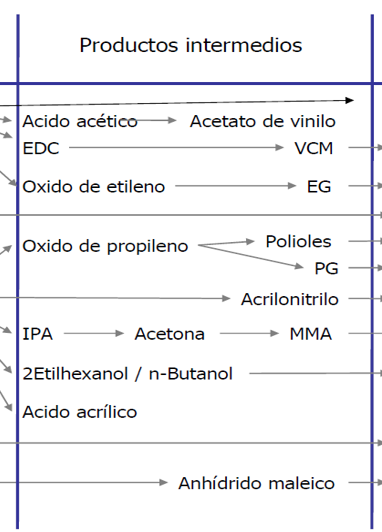 Productos intermedios
Acido acético Acetato de vinilo
EDC VCM
Oxido de etileno EG
Oxido de propileno Polioles
PG
Acrilonitrilo
IPA Acetona MMA
2Etilhexanol / n-Butanol
Acido acrílico
Anhídrido maleico